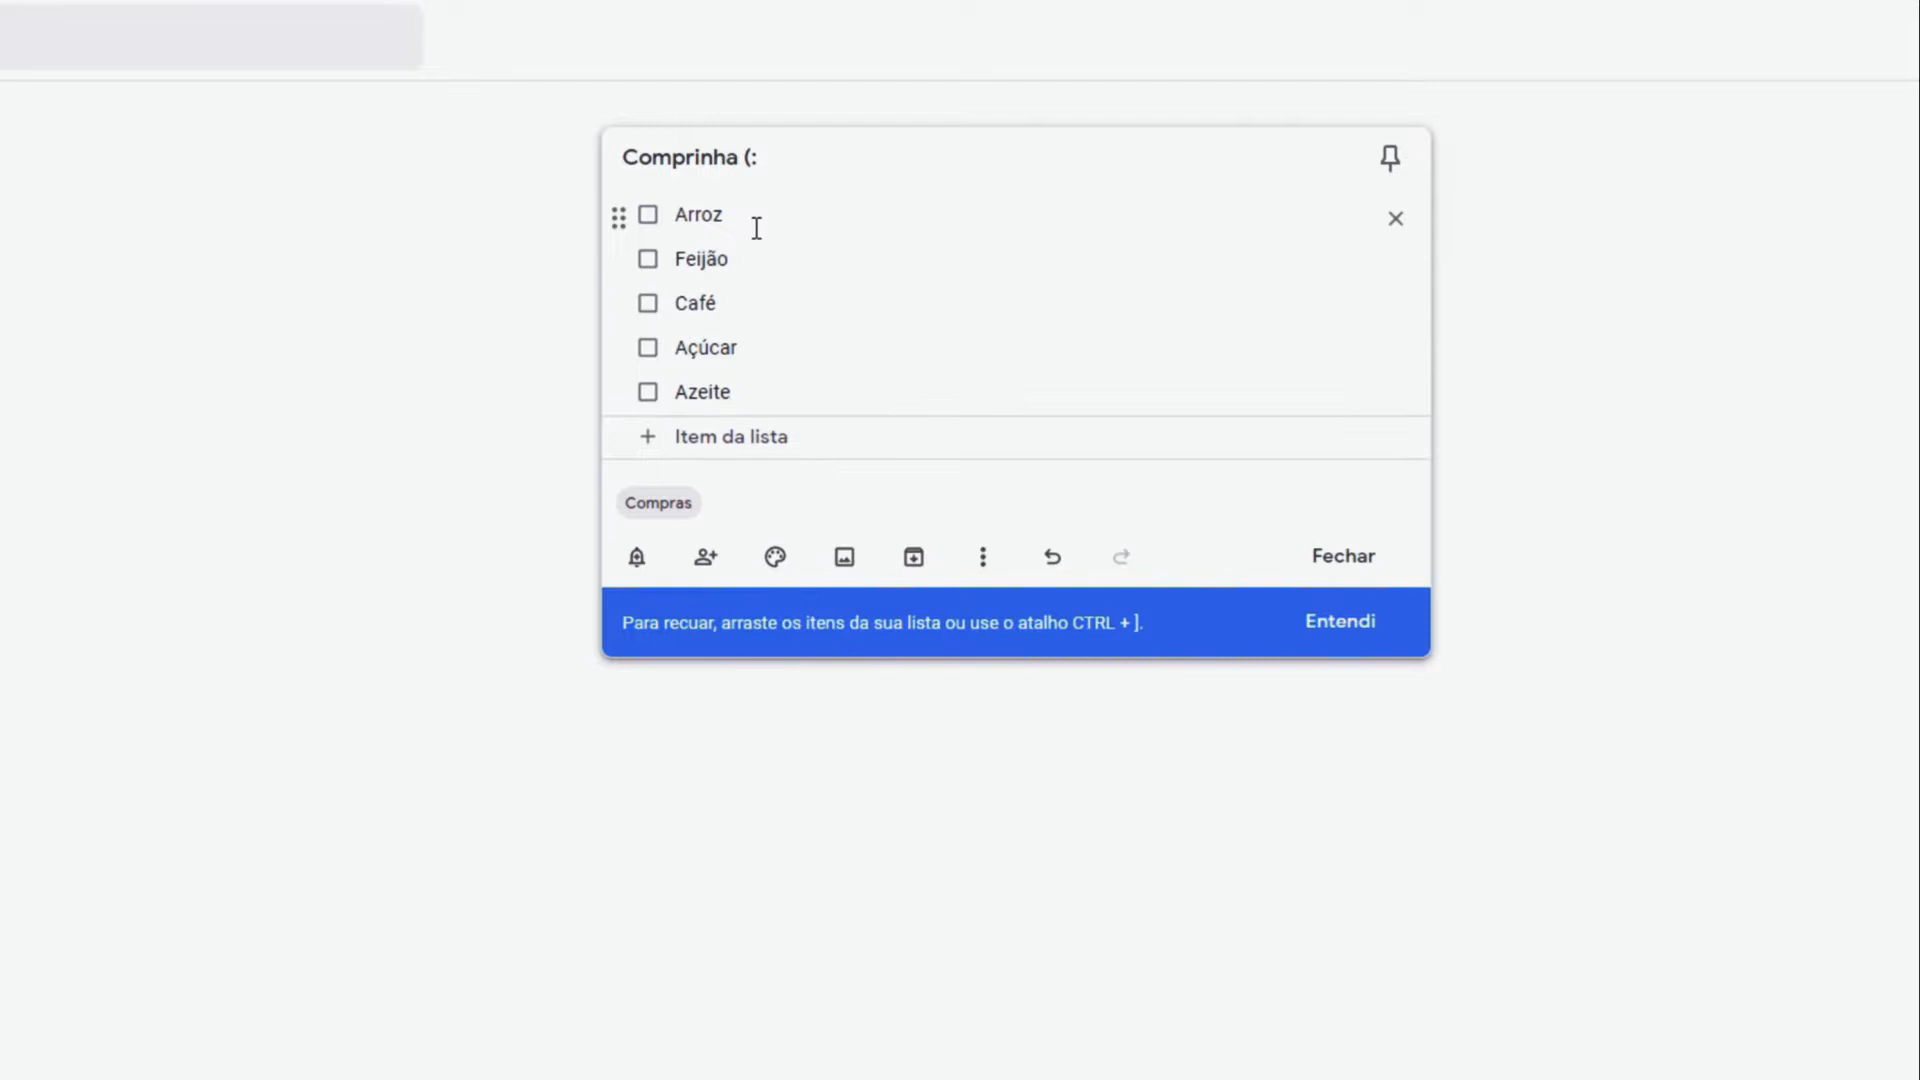 Comprinha (:
Arroz
Feijão
Café
Açúcar
Azeite
Item da lista
Compras
Fechar
Para recuar, arraste os itens da sua lista ou use o atalho CTRL + ].
Entendi